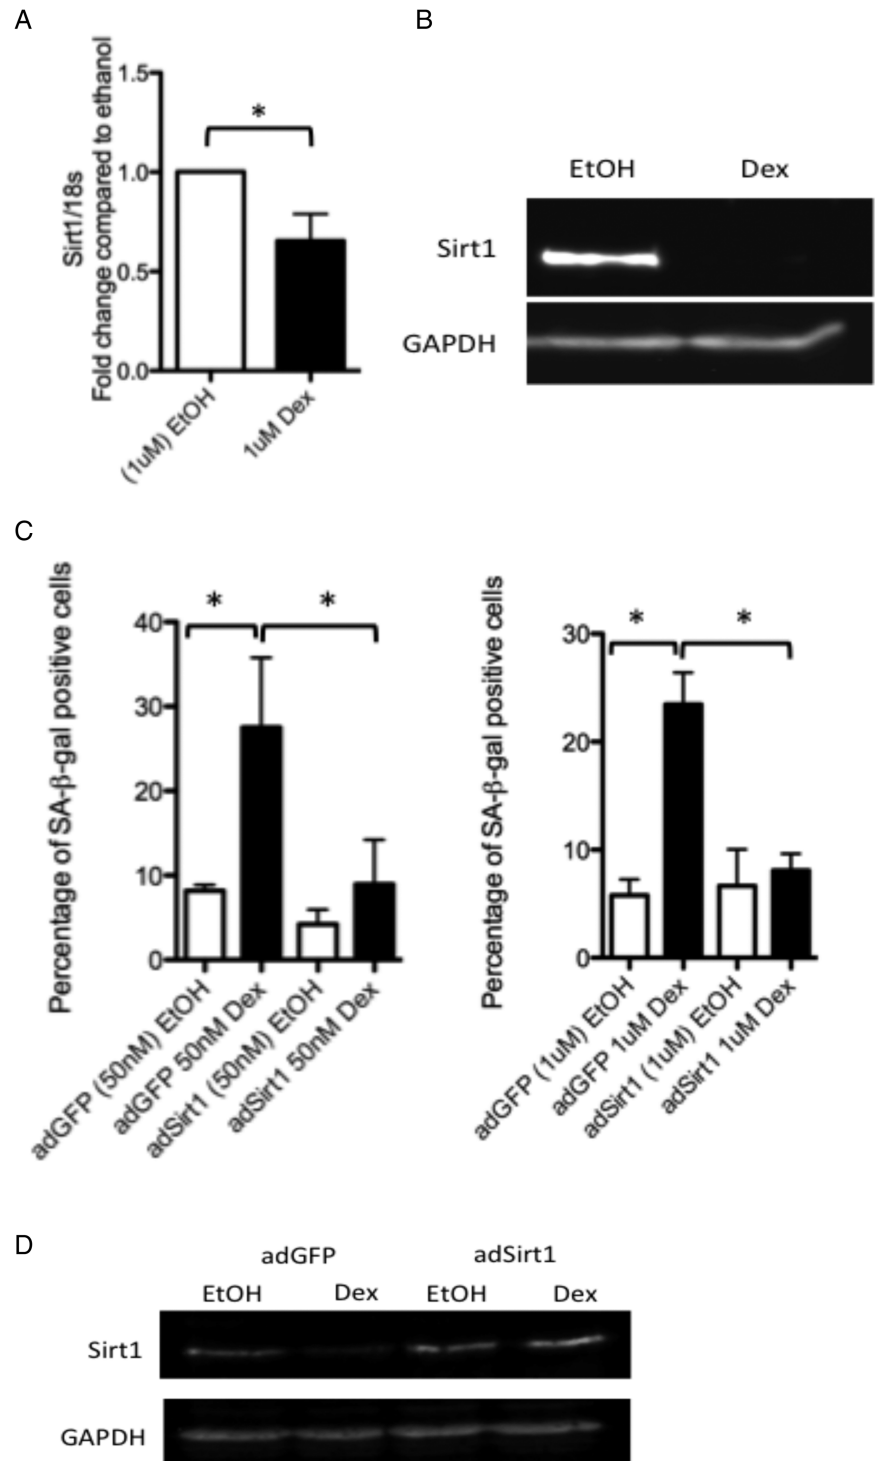 A
Sirt1/18s
Fold change compared to ethanol
1.5
1.0
0.5
0.0
*
(1uM) EtOH
1uM Dex
B
EtOH Dex
Sirt1
GAPDH
C
Percentage of SA-β-gal positive cells
40
30
20
10
0
* *
adGFP (50nM) EtOH
adGFP 50nM Dex
adSirt1 (50nM) EtOH
adSirt1 50nM Dex
Percentage of SA-β-gal positive cells
30
20
10
0
* *
adGFP (1uM) EtOH
adGFP 1uM Dex
adSirt1 (1uM) EtOH
adSirt1 1uM Dex
D
adGFP adSirt1
EtOH Dex EtOH Dex
Sirt1
GAPDH